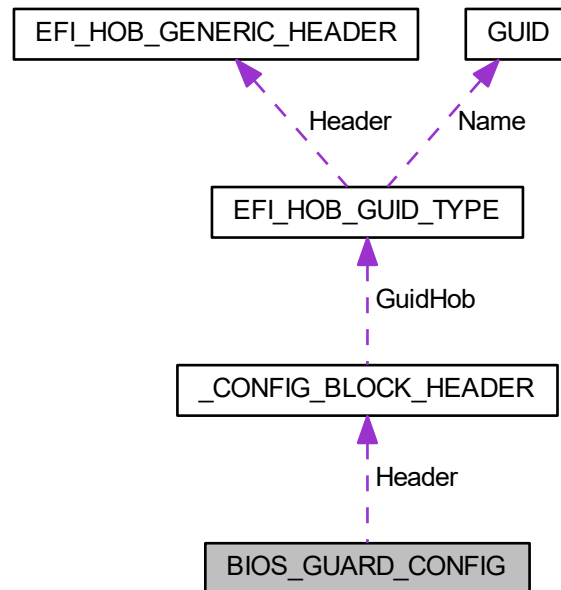 EFI_HOB_GENERIC_HEADER
GUID
Header
Name
EFI_HOB_GUID_TYPE
GuidHob
_CONFIG_BLOCK_HEADER
Header
BIOS_GUARD_CONFIG